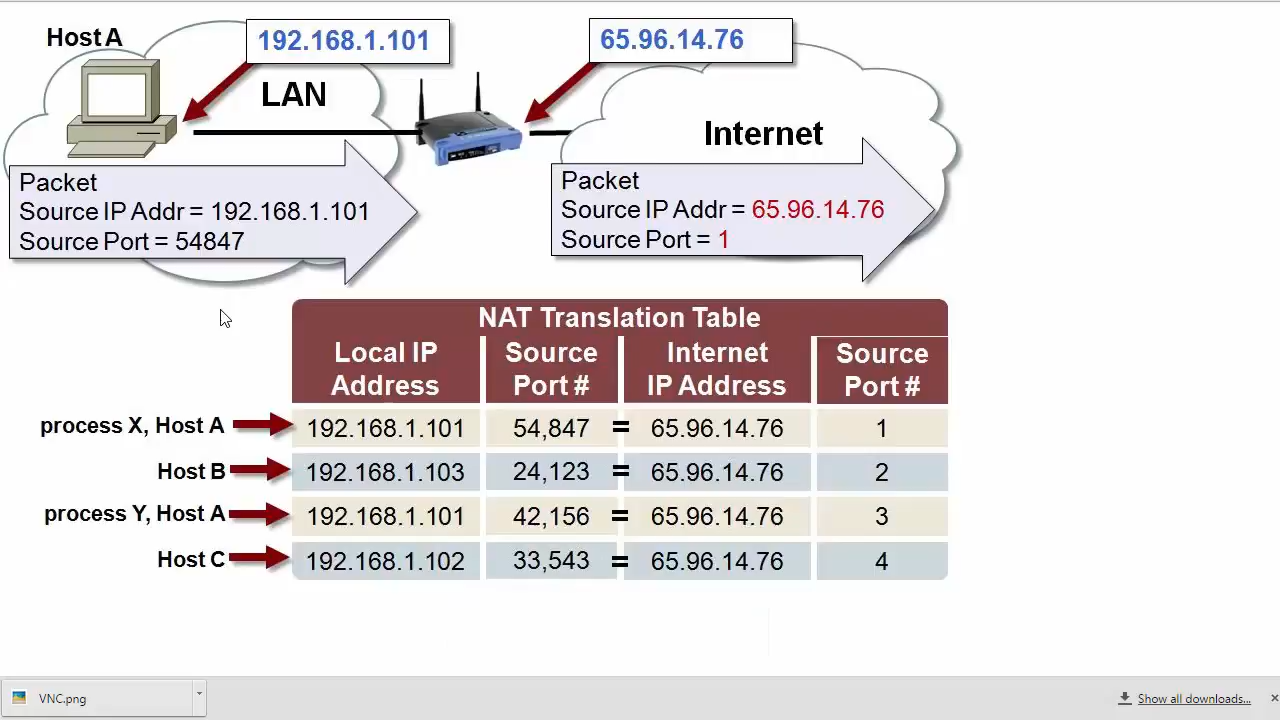 Host A
192.168.1.101
65.96.14.76
LAN
Internet
Packet
Source IP Addr = 192.168.1.101
Source Port = 54847
Packet
Source IP Addr = 65.96.14.76
Source Port = 1
NAT Translation Table
Local IP Address
Source Port #
Internet IP Address
Source Port #
process X, Host A 192.168.1.101 54,847 = 65.96.14.76 1
Host B 192.168.1.103 24,123 = 65.96.14.76 2
process Y, Host A 192.168.1.101 42,156 = 65.96.14.76 3
Host C 192.168.1.102 33,543 = 65.96.14.76 4
VNC.png
Show all downloads...